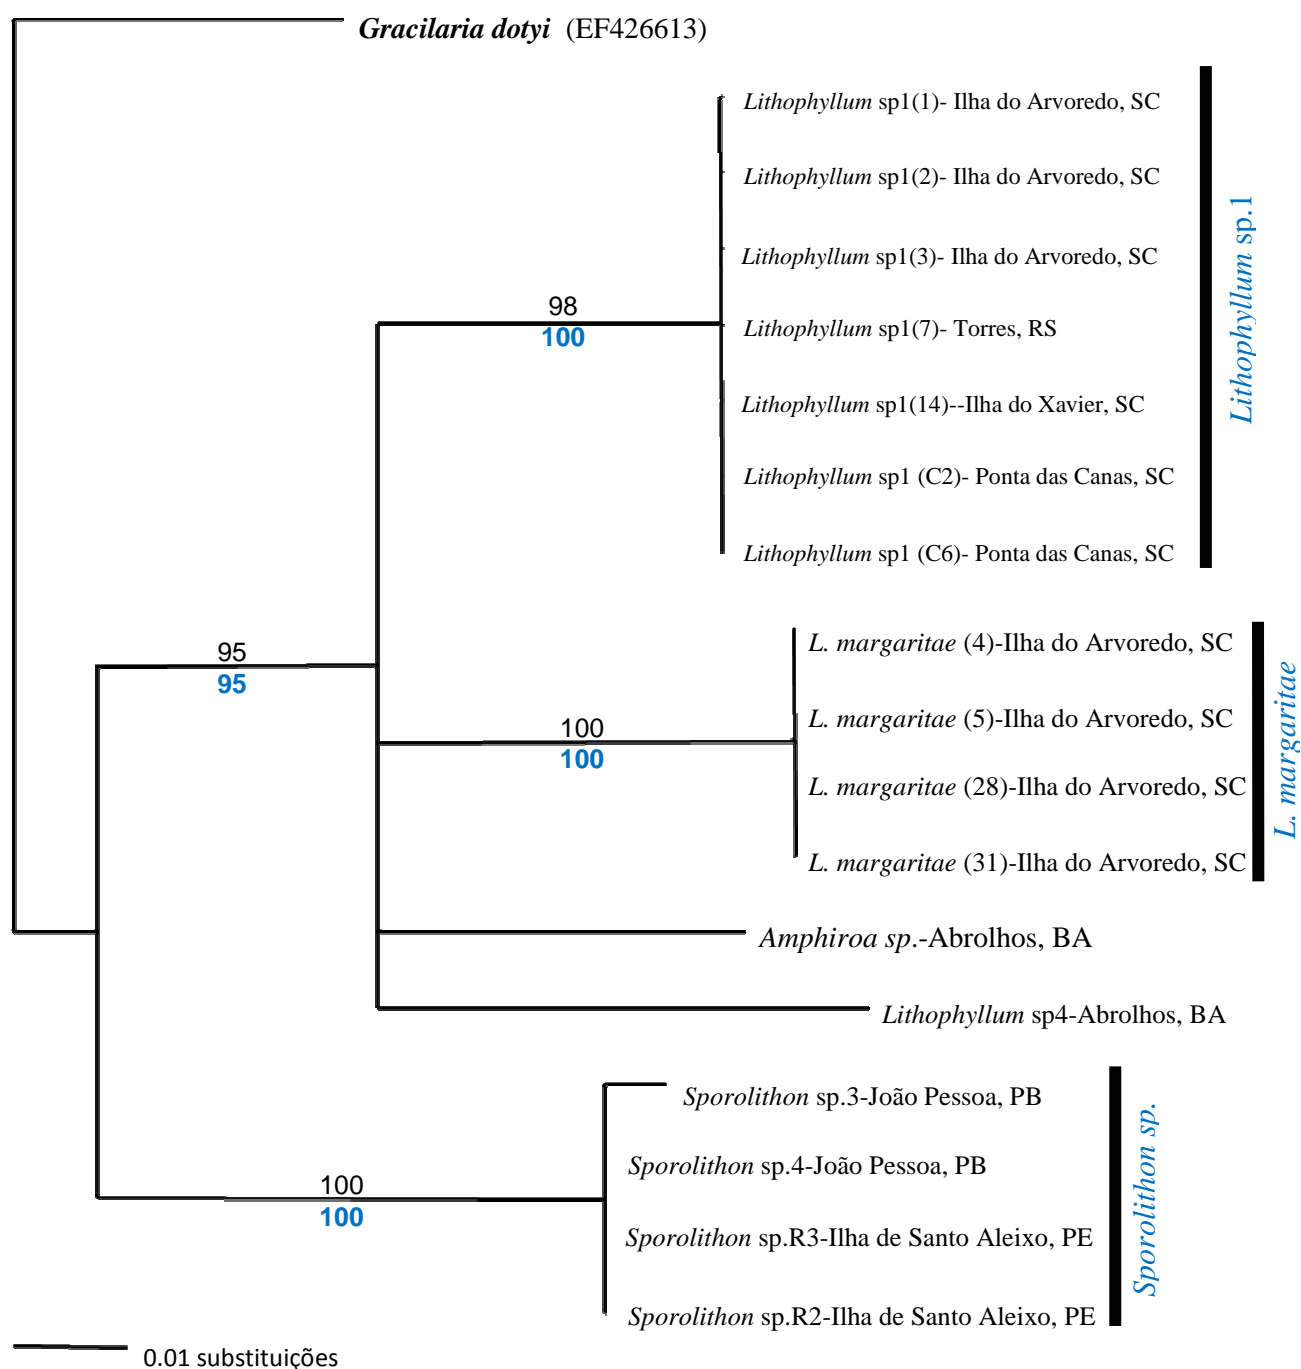 Gracilaria dotyi (EF426613)
Lithophyllum sp1(1)- Ilha do Arvoredo, SC
Lithophyllum sp1(2)- Ilha do Arvoredo, SC
Lithophyllum sp1(3)- Ilha do Arvoredo, SC
98
100
Lithophyllum sp1(7)- Torres, RS
Lithophyllum sp1(14)--Ilha do Xavier, SC
Lithophyllum sp1 (C2)- Ponta das Canas, SC
Lithophyllum sp1 (C6)- Ponta das Canas, SC
Lithophyllum sp.1
95
95
L. margaritae (4)-Ilha do Arvoredo, SC
L. margaritae (5)-Ilha do Arvoredo, SC
100
100
L. margaritae (28)-Ilha do Arvoredo, SC
L. margaritae (31)-Ilha do Arvoredo, SC
L. margaritae
Amphiroa sp.-Abrolhos, BA
Lithophyllum sp4-Abrolhos, BA
Sporolithon sp.3-João Pessoa, PB
Sporolithon sp.4-João Pessoa, PB
100
100
Sporolithon sp.R3-Ilha de Santo Aleixo, PE
Sporolithon sp.R2-Ilha de Santo Aleixo, PE
Sporolithon sp.
0.01 substituições